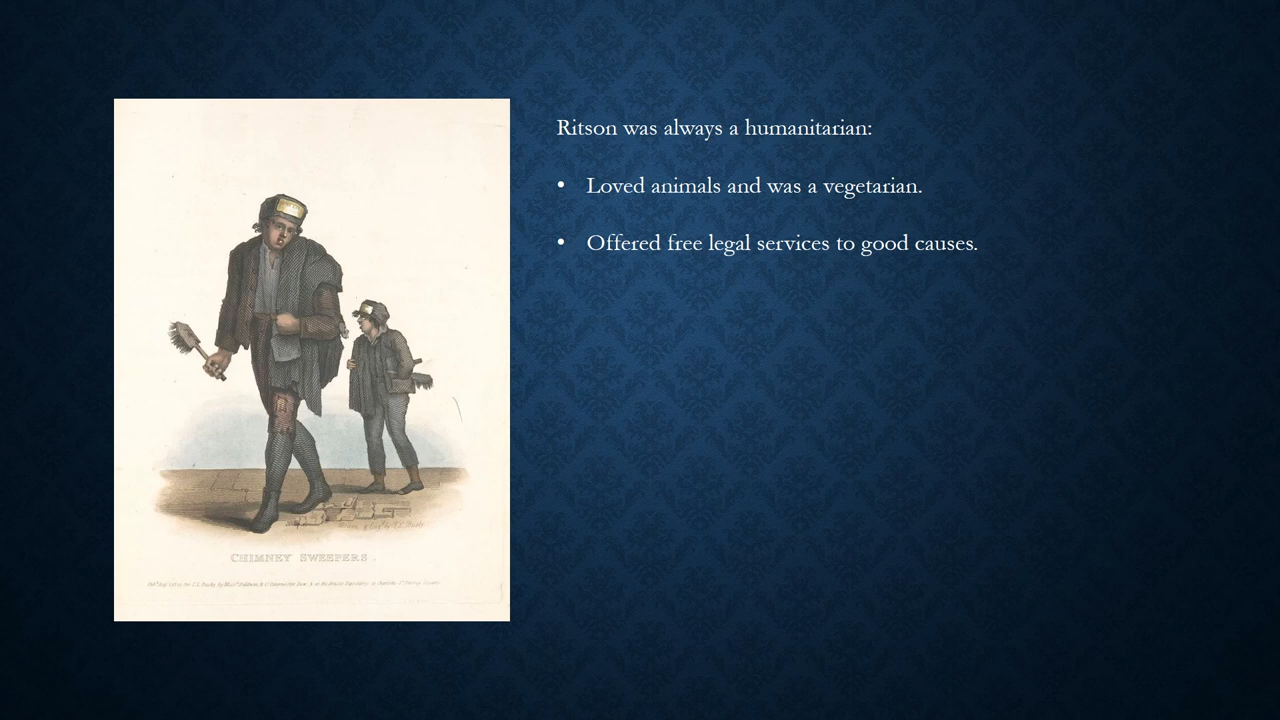 Ritson was always a humanitarian:
• Loved animals and was a vegetarian.
• Offered free legal services to good causes.
CHIMNEY SWEEPERS.